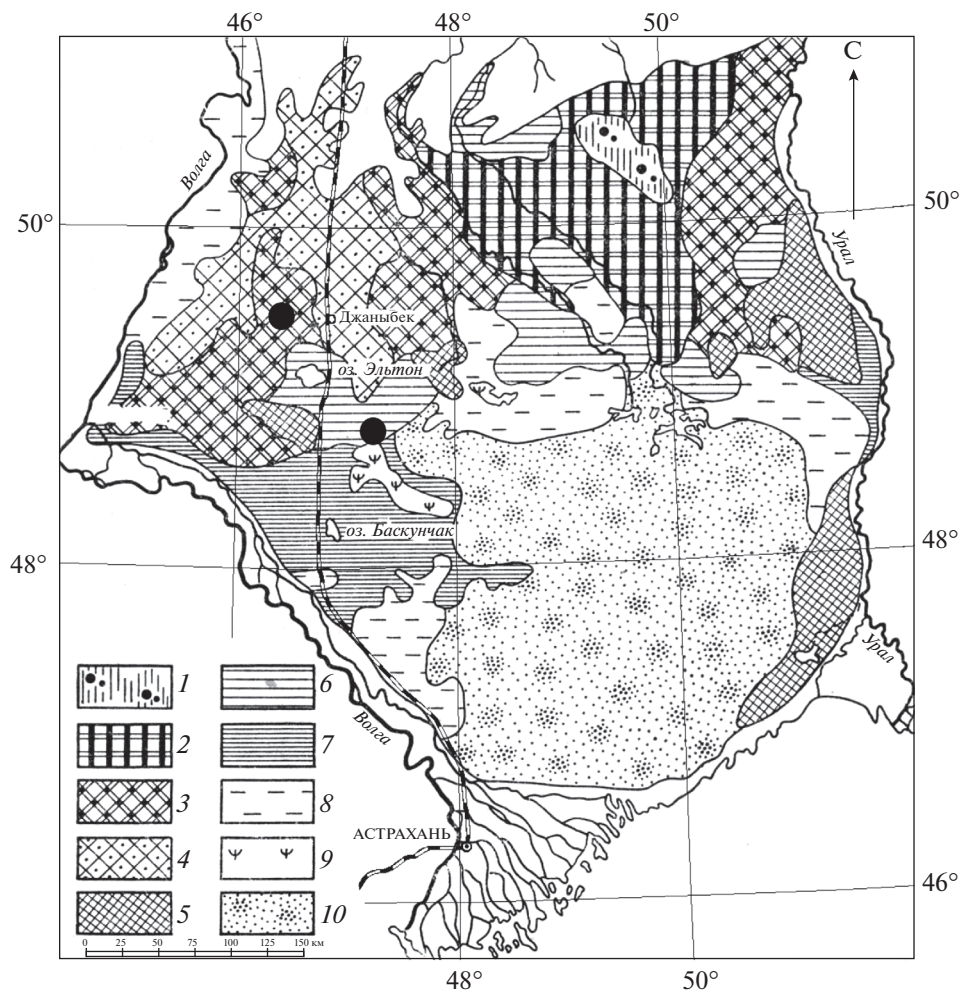 46°
48°
50°
С
Волга
50°
50°
Урал
Джаныбек
оз. Эльтон
оз. Баскунчак
48°
48°
Урал
1
6
2
7
Волга
3
8
4
9
АСТРАХАНЬ
5
10
46°
0 25 50 75 100 125 150 км
48°
50°